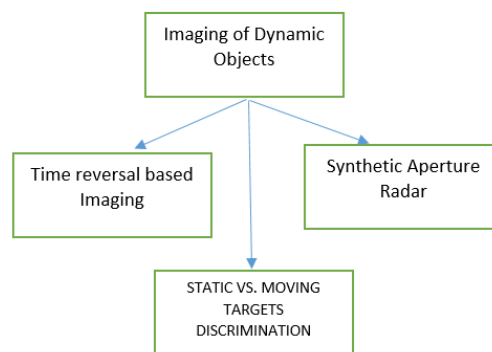 Imaging of Dynamic
Objects
Time reversal based
Imaging
Synthetic Aperture
Radar
STATIC VS. MOVING
TARGETS
DISCRIMINATION